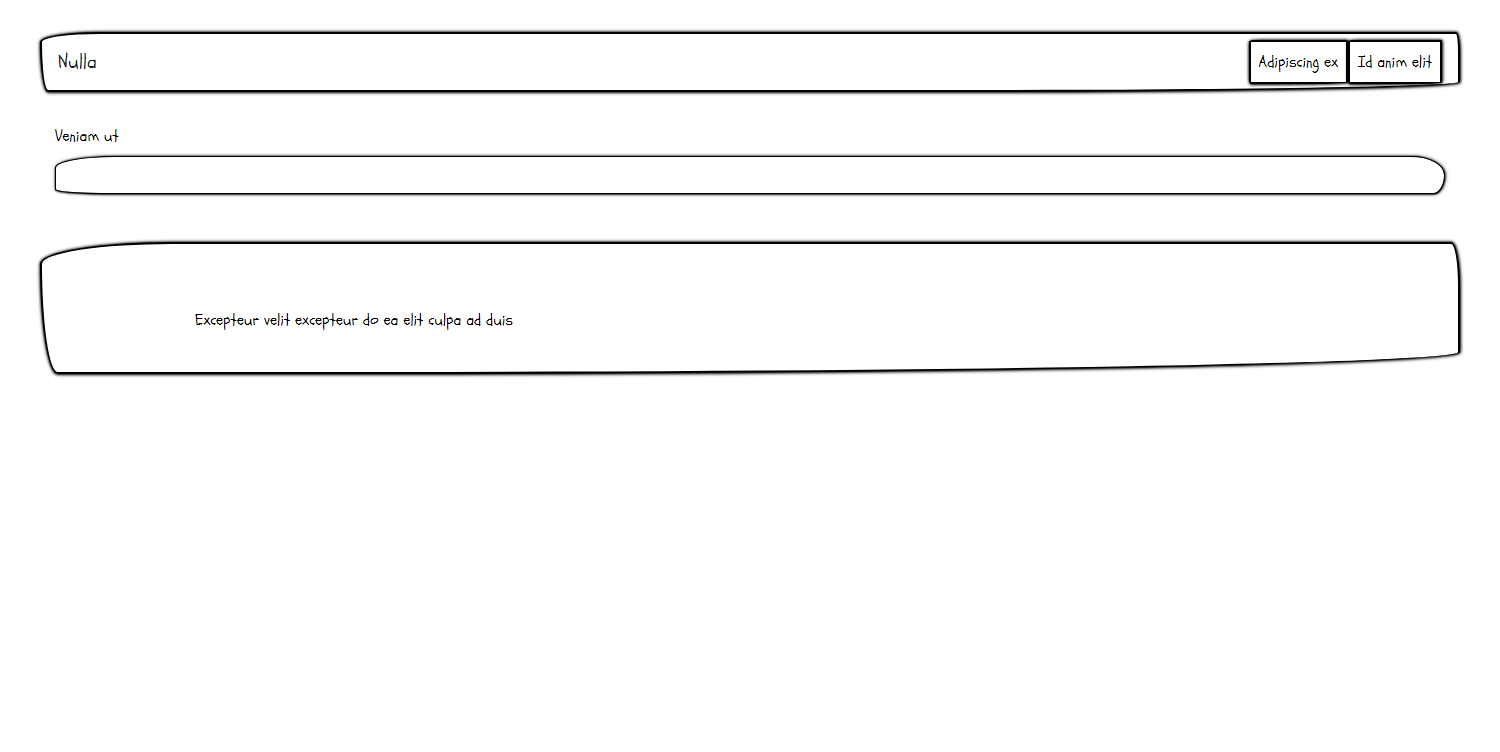 Nulla
Adipiscing ex
Id anim elit
Veniam ut
Excepteur velit excepteur do ea elit culpa ad duis